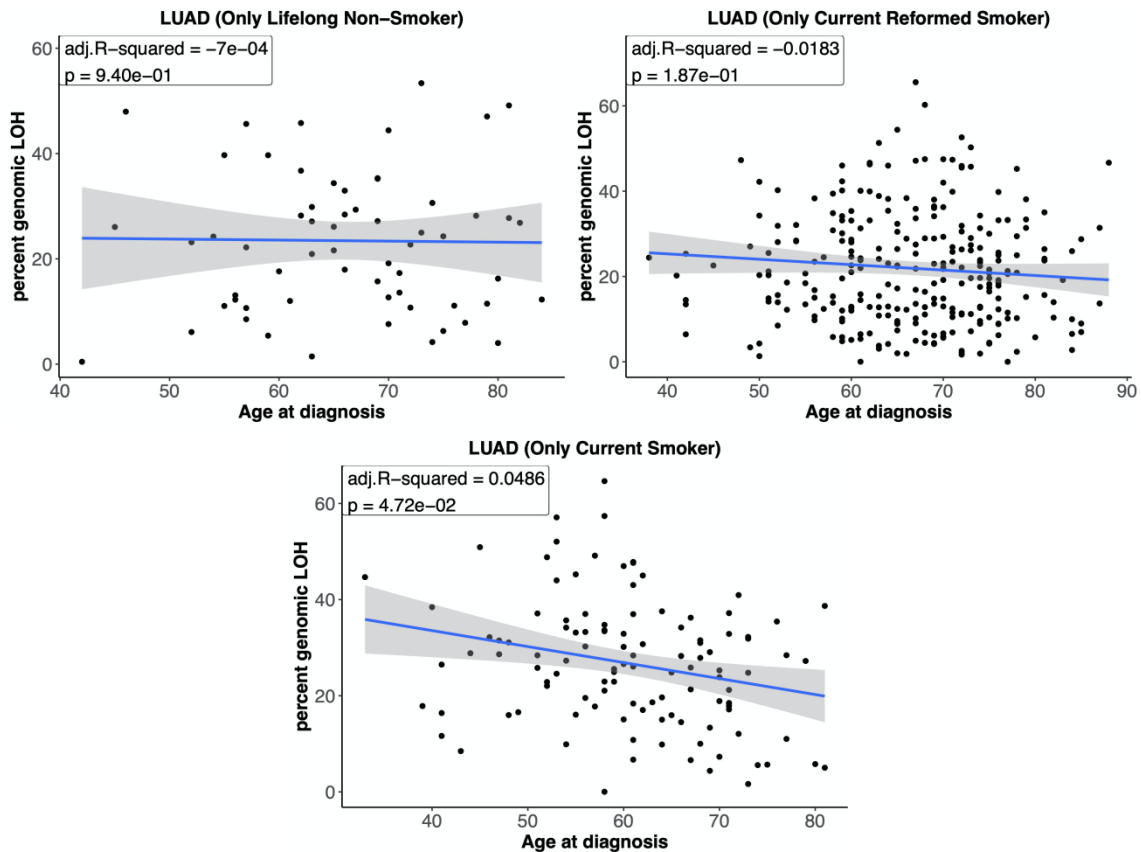 LUAD (Only Lifelong Non-Smoker)
adj.R-squared = −7e−04
p = 9.40e−01
percent genomic LOH
60
40
20
0
40
50
60
70
80
Age at diagnosis
LUAD (Only Current Reformed Smoker)
adj.R-squared = −0.0183
p = 1.87e−01
percent genomic LOH
60
40
20
0
40
50
60
70
80
90
Age at diagnosis
LUAD (Only Current Smoker)
adj.R-squared = 0.0486
p = 4.72e−02
percent genomic LOH
60
40
20
0
40
50
60
70
80
Age at diagnosis